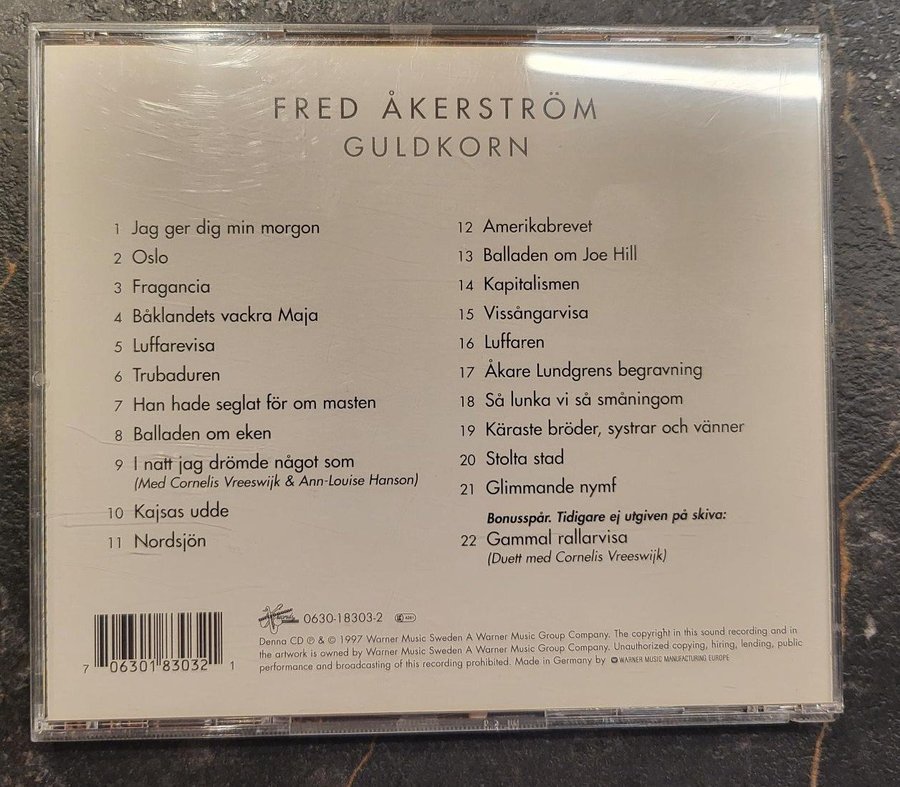 FRED ÅKERSTRÖM
GULDKORN
1 Jag ger dig min morgon
2 Oslo
3 Fragancia
4 Båklandets vackra Maja
5 Luffarevisa
6 Trubaduren
7 Han hade seglat för om masten
8 Balladen om eken
9 I natt jag drömde något som
(Med Cornelis Vreeswijk & Ann-Louise Hanson)
10 Kajsas udde
11 Nordsjön
12 Amerikabrevet
13 Balladen om Joe Hill
14 Kapitalismen
15 Vissångarvisa
16 Luffaren
17 Åkare Lundgrens begravning
18 Så lunka vi så småningom
19 Käraste bröder, systrar och vänner
20 Stolta stad
21 Glimmande nymf
Bonusspår. Tidigare ej utgiven på skiva:
22 Gammal rallarvisa
(Duett med Cornelis Vreeswijk)
7 06301 83032 1
0630-18303-2
Denna CD ℗ & © 1997 Warner Music Sweden A Warner Music Group Company. The copyright in this sound recording and in
the artwork is owned by Warner Music Sweden A Warner Music Group Company. Unauthorized copying, hiring, lending, public
performance and broadcasting of this recording prohibited. Made in Germany by WARNER MUSIC MANUFACTURING EUROPE